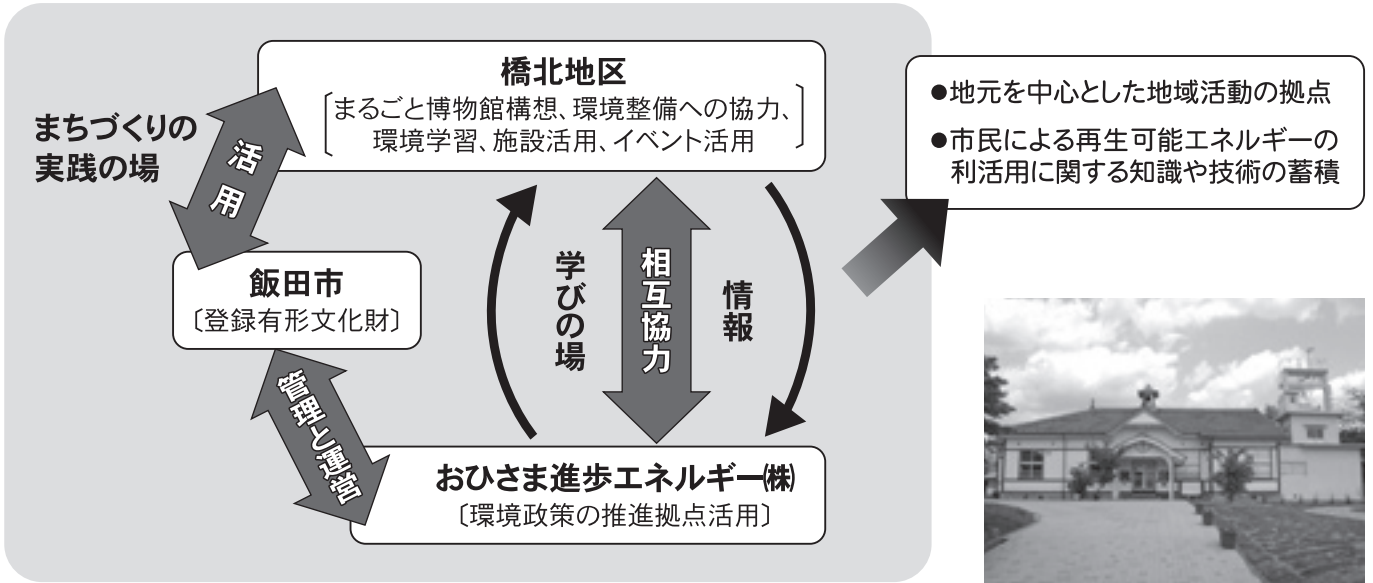 橋北地区
まるごと博物館構想、環境整備への協力、
環境学習、施設活用、イベント活用
まちづくりの
実践の場
活用
飯田市
〔登録有形文化財〕
管理と運営
学びの場
相互協力
情報
おひさま進歩エネルギー㈱
〔環境政策の推進拠点活用〕
●地元を中心とした地域活動の拠点
●市民による再生可能エネルギーの
利活用に関する知識や技術の蓄積